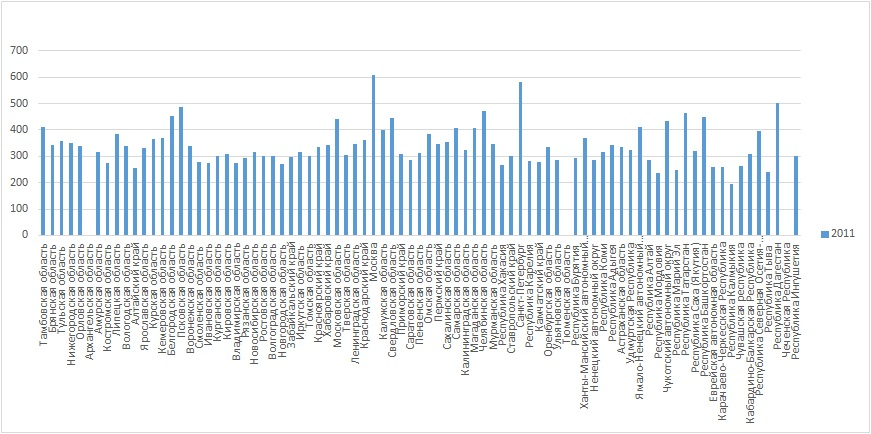 700
600
500
400
300
200
100
0
Тамбовская область
Брянская область
Тульская область
Нижегородская область
Орловская область
Архангельская область
Амурская область
Костромская область
Липецкая область
Вологодская область
Алтайский край
Ярославская область
Курская область
Кемеровская область
Белгородская область
Псковская область
Воронежская область
Смоленская область
Ивановская область
Курганская область
Кировская область
Владимирская область
Рязанская область
Новосибирская область
Ростовская область
Волгоградская область
Новгородская область
Забайкальский край
Иркутская область
Томская область
Красноярский край
Хабаровский край
Московская область
Тверская область
Ленинградская область
Краснодарский край
Москва
Калужская область
Свердловская область
Приморский край
Саратовская область
Пензенская область
Омская область
Пермский край
Сахалинская область
Самарская область
Калининградская область
Магаданская область
Челябинская область
Мурманская область
Республика Хакасия
Ставропольский край
Санкт-Петербург
Республика Карелия
Камчатский край
Оренбургская область
Ульяновская область
Тюменская область
Республика Бурятия
Ханты-Мансийский автономный…
Ненецкий автономный округ
Республика Коми
Республика Адыгея
Астраханская область
Удмуртская Республика
Ямало-Ненецкий автономный…
Республика Алтай
Республика Мордовия
Чукотский автономный округ
Республика Марий Эл
Республика Татарстан
Республика Саха (Якутия)
Республика Башкортостан
Еврейская автономная область
Карачаево-Черкесская Республика
Республика Калмыкия
Чувашская республика
Кабардино-Балкарская Республика
Республика Северная Осетия-…
Республика Тыва
Республика Дагестан
Чеченская Республика
Республика Ингушетия
2011